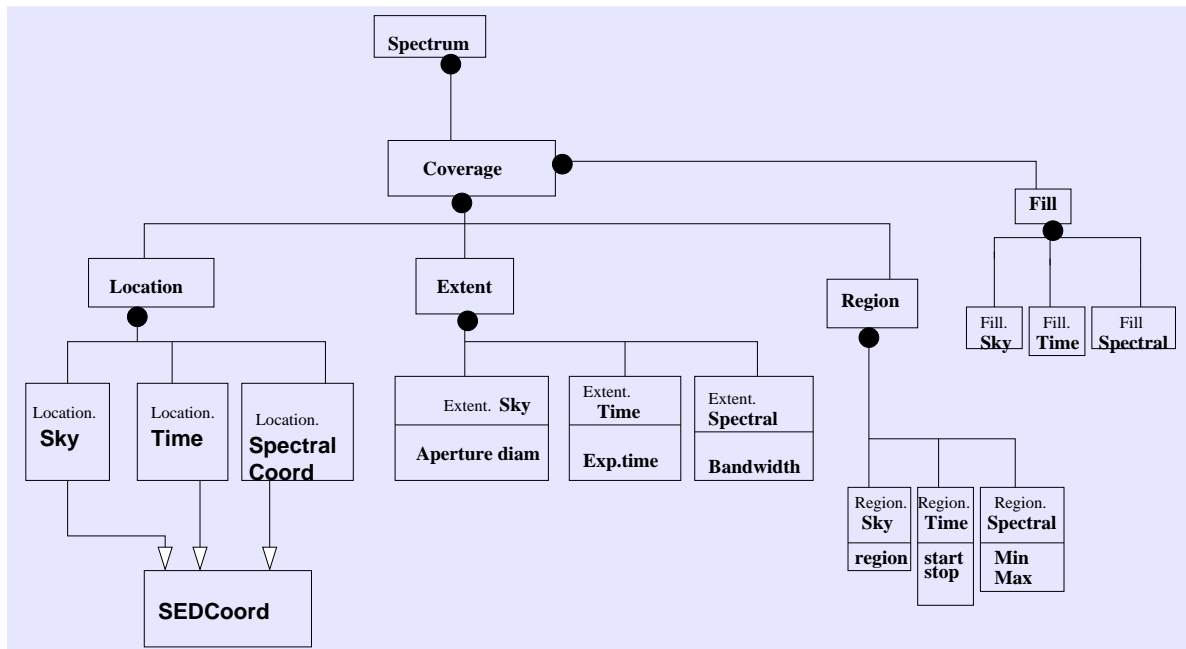 Spectrum
Coverage
Fill
Location
Extent
Region
Fill.
Sky
Fill.
Time
Fill
Spectral
Location.
Sky
Location.
Time
Location.
Spectral
Coord
Extent. Sky
Aperture diam
Extent.
Time
Exp.time
Extent.
Spectral
Bandwidth
Region.
Sky
region
Region.
Time
start
stop
Region.
Spectral
Min
Max
SEDCoord